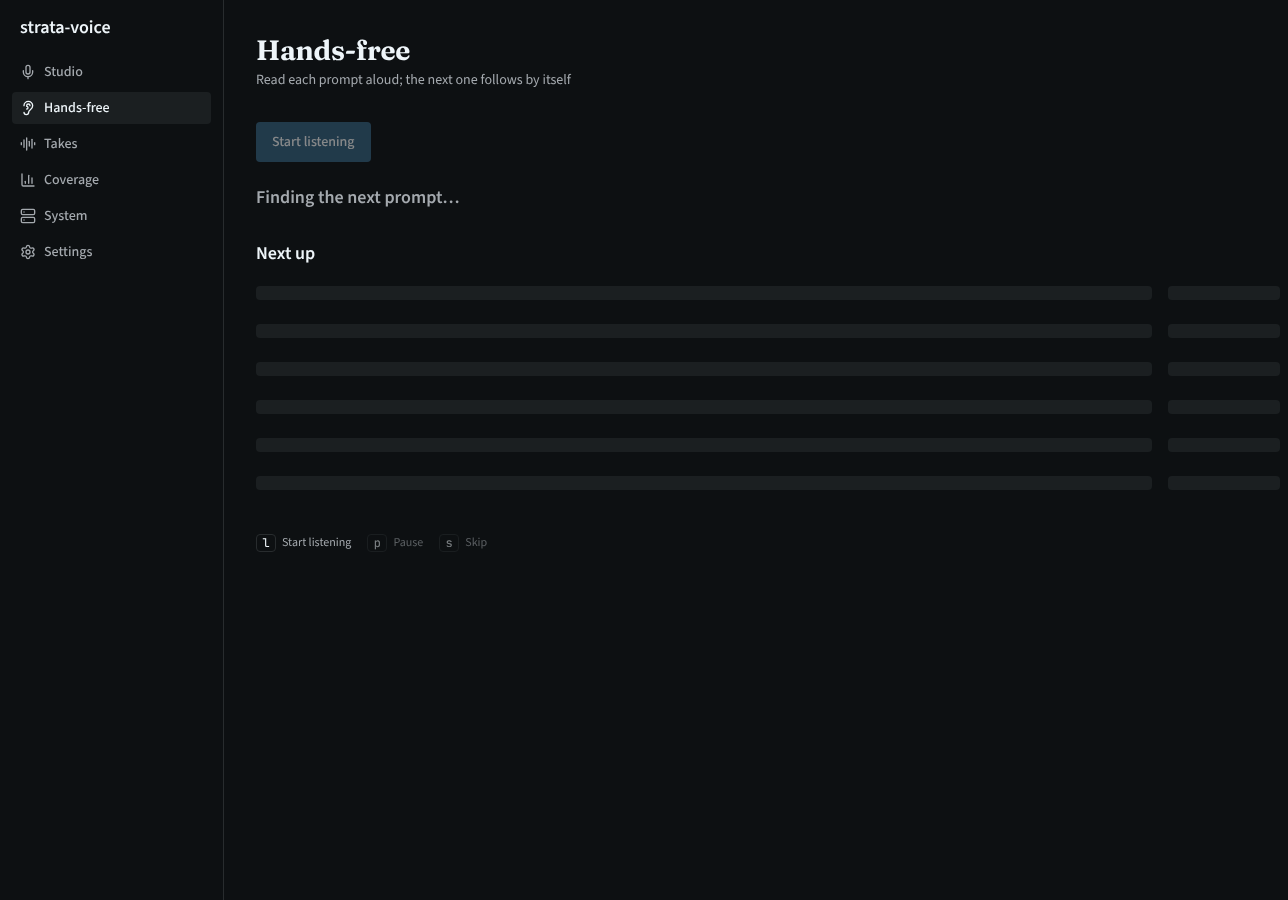 strata-voice
Studio
Hands-free
Takes
Coverage
System
Settings
Hands-free
Read each prompt aloud; the next one follows by itself
Start listening
Finding the next prompt…
Next up
l Start listening p Pause s Skip